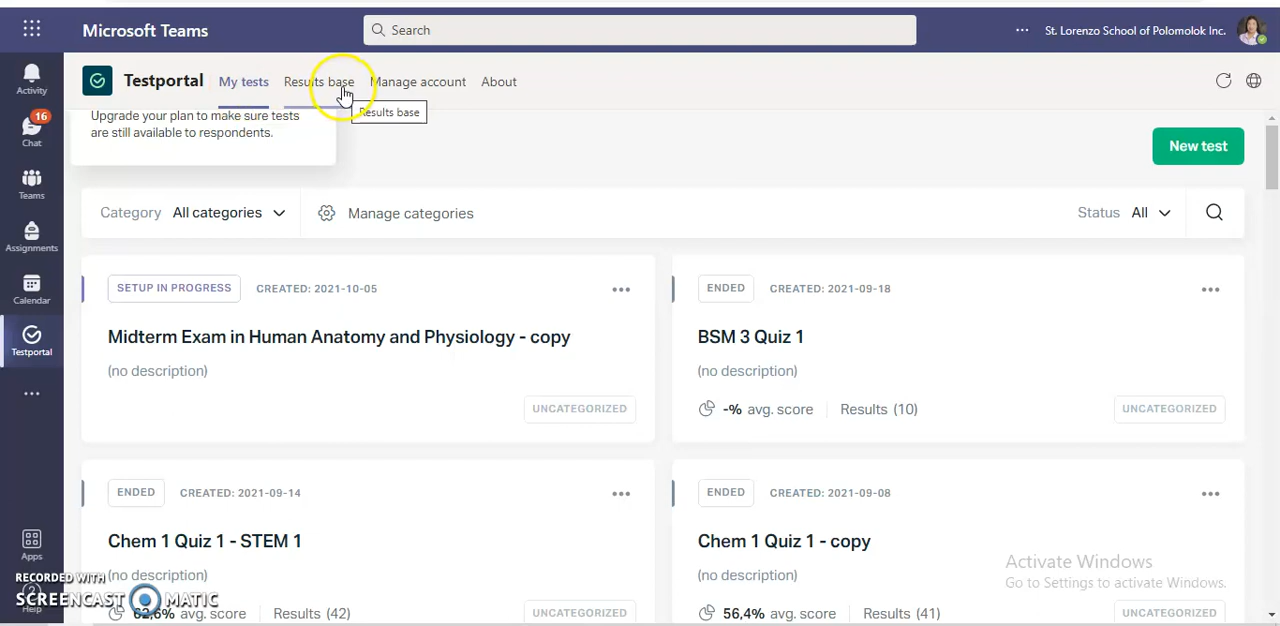 Microsoft Teams
Search
St. Lorenzo School of Polomolok Inc.
Testportal
My tests
Results base
Manage account
About
Results base
Upgrade your plan to make sure tests
are still available to respondents.
New test
Category All categories
Manage categories
Status All
SETUP IN PROGRESS
CREATED: 2021-10-05
Midterm Exam in Human Anatomy and Physiology - copy
(no description)
UNCATEGORIZED
ENDED
CREATED: 2021-09-18
BSM 3 Quiz 1
(no description)
-% avg. score
Results (10)
UNCATEGORIZED
ENDED
CREATED: 2021-09-14
Chem 1 Quiz 1 - STEM 1
(no description)
62,6% avg. score
Results (42)
UNCATEGORIZED
ENDED
CREATED: 2021-09-08
Chem 1 Quiz 1 - copy
(no description)
56,4% avg. score
Results (41)
UNCATEGORIZED
Activity
16
Chat
Teams
Assignments
Calendar
Testportal
Apps
Help
RECORDED WITH
SCREENCAST MATIC
Activate Windows
Go to Settings to activate Windows.